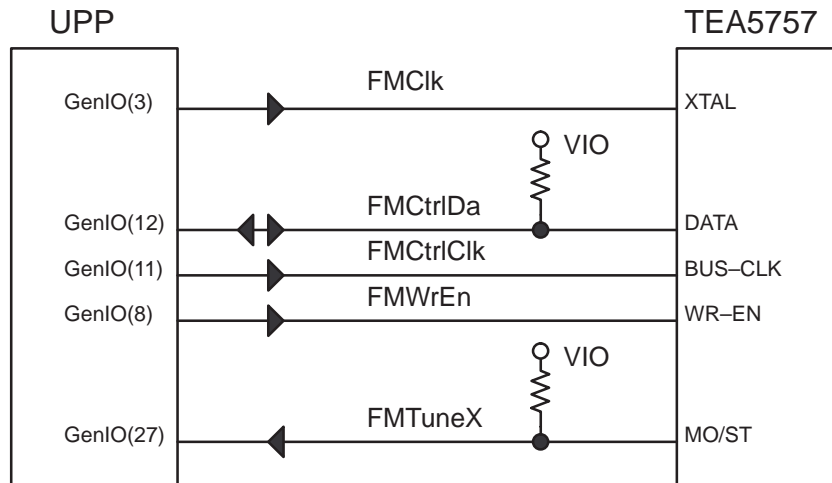 UPP TEA5757
GenIO(3) FMClk XTAL
VIO
GenIO(12) FMCtrlDa DATA
GenIO(11) FMCtrlClk BUS–CLK
GenIO(8) FMWrEn WR–EN
VIO
GenIO(27) FMTuneX MO/ST